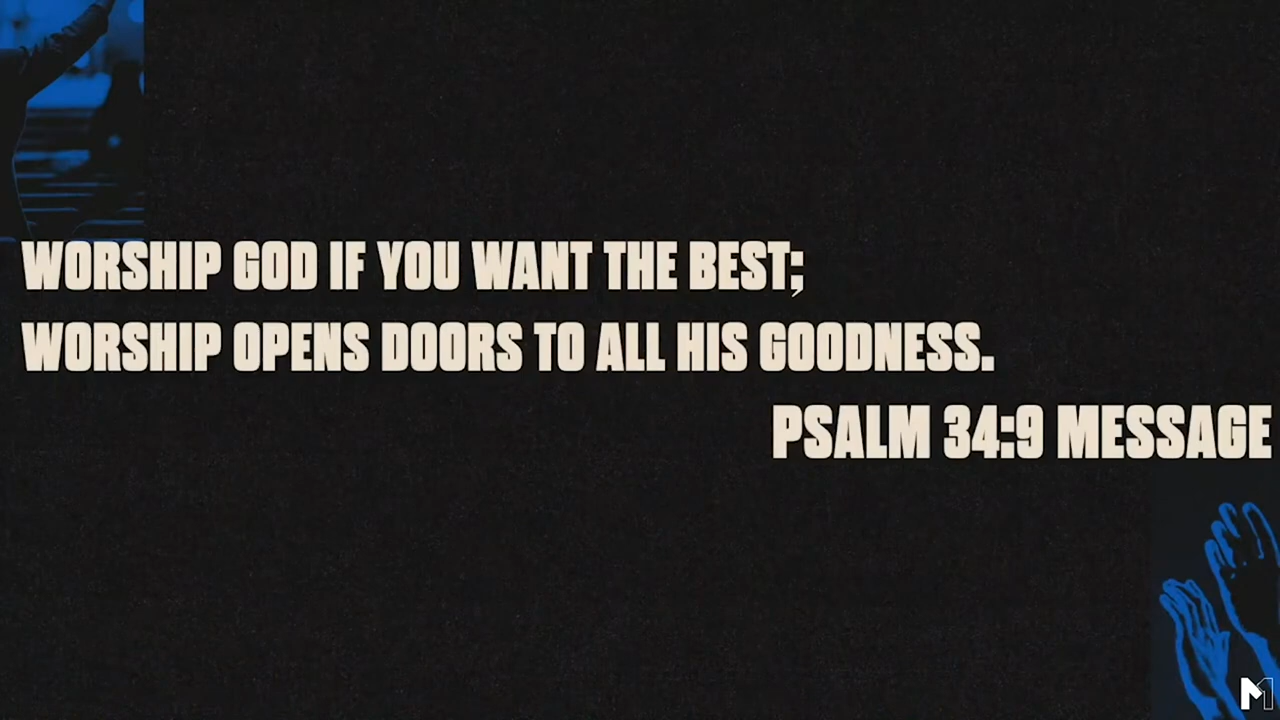 WORSHIP GOD IF YOU WANT THE BEST;
WORSHIP OPENS DOORS TO ALL HIS GOODNESS.
PSALM 34:9 MESSAGE